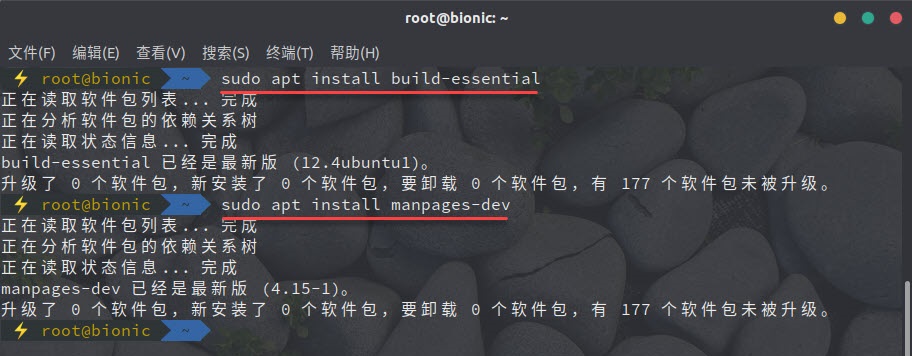 root@bionic: ~
文件(F) 编辑(E) 查看(V) 搜索(S) 终端(T) 帮助(H)
⚡ root@bionic ~ sudo apt install build-essential
正在读取软件包列表... 完成
正在分析软件包的依赖关系树
正在读取状态信息... 完成
build-essential 已经是最新版 (12.4ubuntu1)。
升级了 0 个软件包，新安装了 0 个软件包，要卸载 0 个软件包，有 177 个软件包未被升级。
⚡ root@bionic ~ sudo apt install manpages-dev
正在读取软件包列表... 完成
正在分析软件包的依赖关系树
正在读取状态信息... 完成
manpages-dev 已经是最新版 (4.15-1)。
升级了 0 个软件包，新安装了 0 个软件包，要卸载 0 个软件包，有 177 个软件包未被升级。
⚡ root@bionic ~